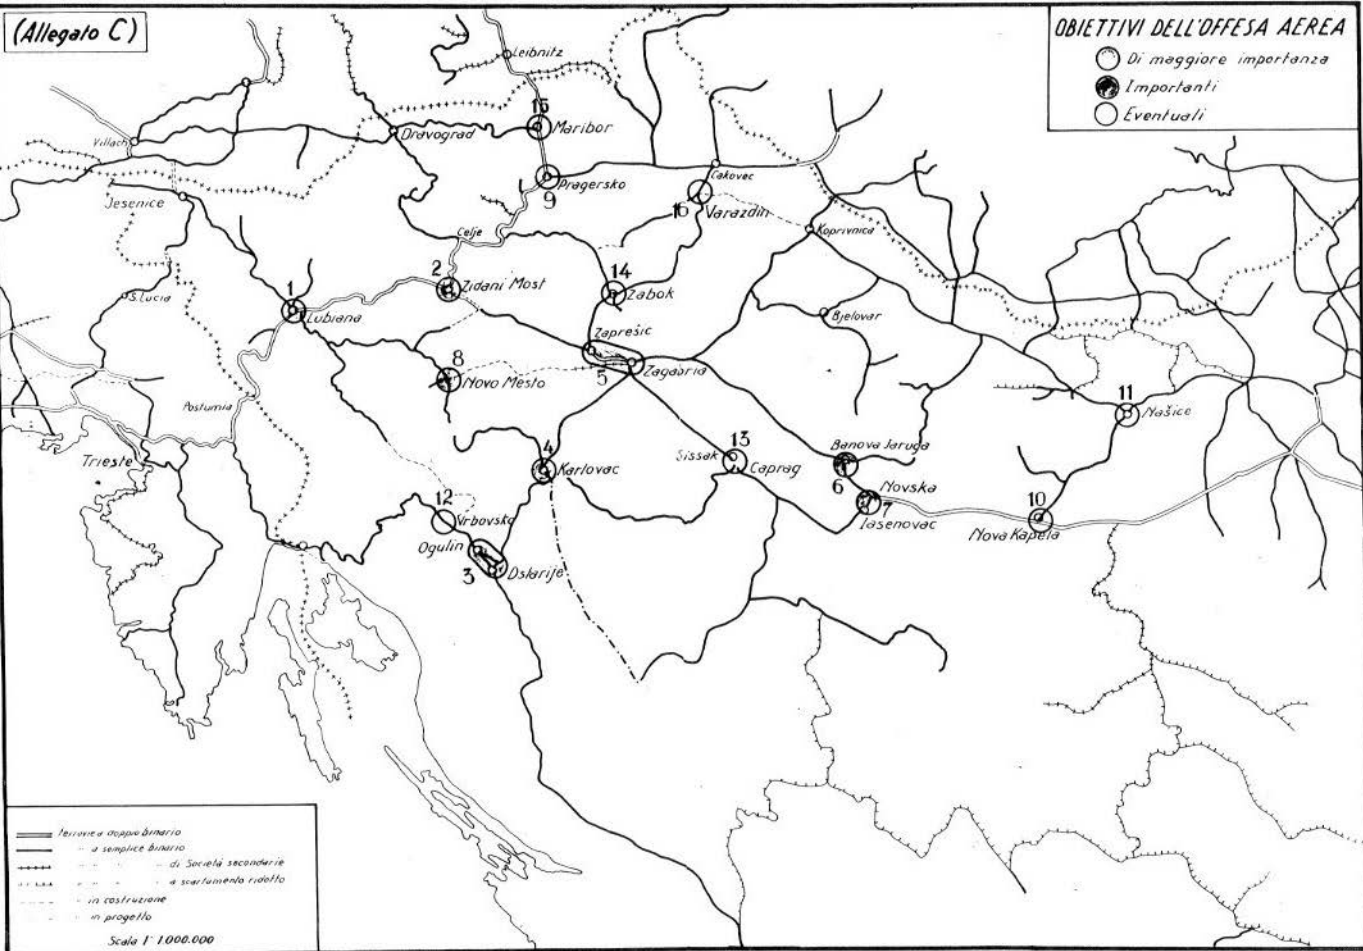 (Allegato C)
OBIETTIVI DELL'OFFESA AEREA
Di maggiore importanza
Importanti
Eventuali
Leibnitz
15
Maribor
Dravograd
Villach
Pragersko
9
Cakovec
Jesenice
16
Varazdin
Koprivnica
Celje
2
Zidani Most
14
Zabok
S. Lucia
1
Lubiana
Bjelovar
Zaprešic
5
Zagabria
8
Novo Mesto
Postumia
11
Našice
Trieste
4
Karlovac
13
Sissak
Caprag
Banova Jaruga
6
Novska
7
Jasenovac
10
Nova Kapela
12
Vrbovsko
Ogulin
3
Oslarije
Ferrovie a doppio binario
" a semplice binario
" " " di Società secondarie
" " " a scartamento ridotto
" in costruzione
" in progetto
Scala 1:1.000.000